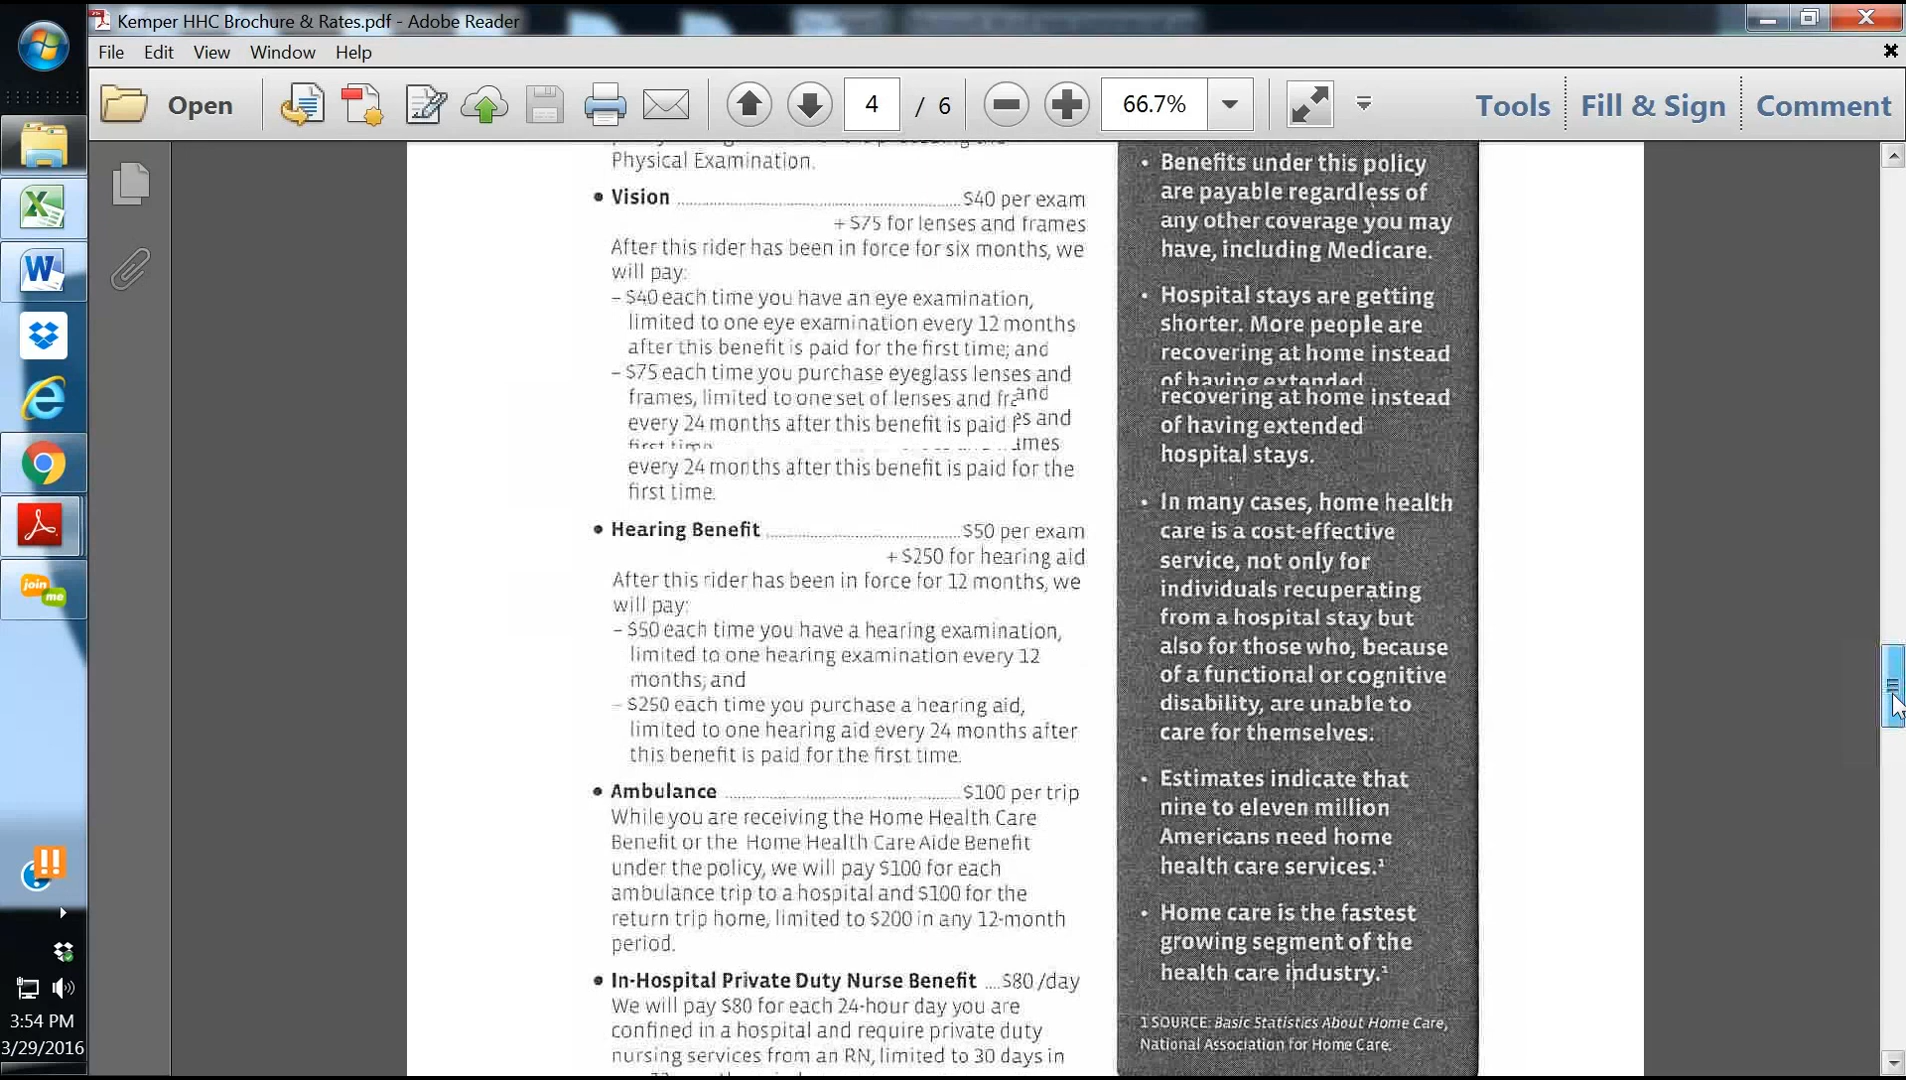 Kemper HHC Brochure & Rates.pdf - Adobe Reader
File Edit View Window Help
Open 4 / 6 66.7% Tools Fill & Sign Comment
Physical Examination.
• Vision ........ $40 per exam
+ $75 for lenses and frames
After this rider has been in force for six months, we
will pay:
– $40 each time you have an eye examination,
limited to one eye examination every 12 months
after this benefit is paid for the first time; and
– $75 each time you purchase eyeglass lenses and
frames, limited to one set of lenses and
every 24 months after this benefit is paid
first time
every 24 months after this benefit is paid for the
first time.
• Hearing Benefit ........ $50 per exam
+ $250 for hearing aid
After this rider has been in force for 12 months, we
will pay:
– $50 each time you have a hearing examination,
limited to one hearing examination every 12
months; and
– $250 each time you purchase a hearing aid,
limited to one hearing aid every 24 months after
this benefit is paid for the first time.
• Ambulance ........ $100 per trip
While you are receiving the Home Health Care
Benefit or the Home Health Care Aide Benefit
under the policy, we will pay $100 for each
ambulance trip to a hospital and $100 for the
return trip home, limited to $200 in any 12-month
period.
• In-Hospital Private Duty Nurse Benefit ....$80 /day
We will pay $80 for each 24-hour day you are
confined in a hospital and require private duty
nursing services from an RN, limited to 30 days in
• Benefits under this policy
are payable regardless of
any other coverage you may
have, including Medicare.
• Hospital stays are getting
shorter. More people are
recovering at home instead
of having extended
recovering at home instead
of having extended
hospital stays.
• In many cases, home health
care is a cost-effective
service, not only for
individuals recuperating
from a hospital stay but
also for those who, because
of a functional or cognitive
disability, are unable to
care for themselves.
• Estimates indicate that
nine to eleven million
Americans need home
health care services.¹
• Home care is the fastest
growing segment of the
health care industry.¹
1 SOURCE: Basic Statistics About Home Care,
National Association for Home Care.
join
me
3:54 PM
3/29/2016